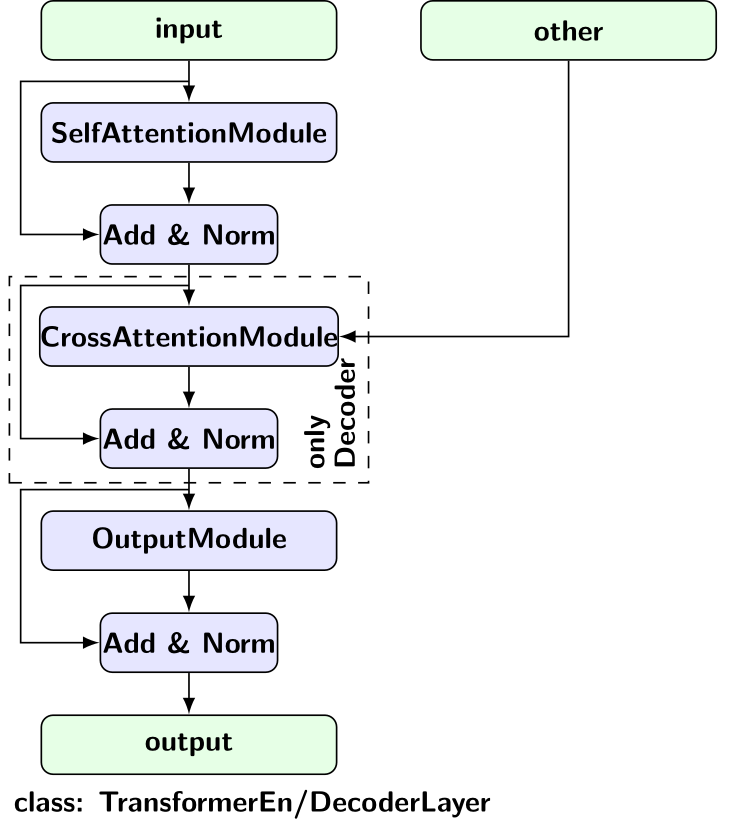 input
other
SelfAttentionModule
Add & Norm
CrossAttentionModule
only
Decoder
Add & Norm
OutputModule
Add & Norm
output
class: TransformerEn/DecoderLayer